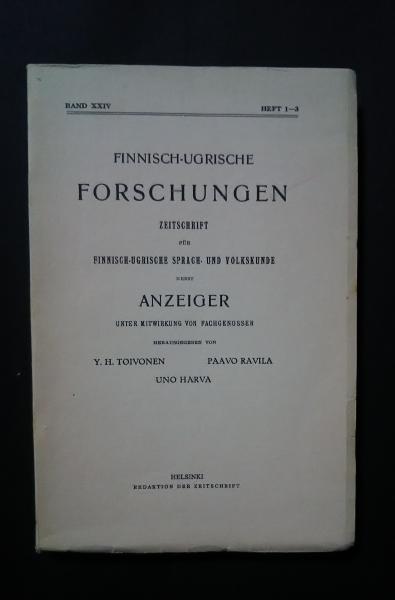 BAND XXIV HEFT 1—3
FINNISCH-UGRISCHE
FORSCHUNGEN
ZEITSCHRIFT
FÜR
FINNISCH-UGRISCHE SPRACH- UND VOLKSKUNDE
NEBST
ANZEIGER
UNTER MITWIRKUNG VON FACHGENOSSEN
HERAUSGEGEBEN VON
Y. H. TOIVONEN PAAVO RAVILA
UNO HARVA
HELSINKI
REDAKTION DER ZEITSCHRIFT